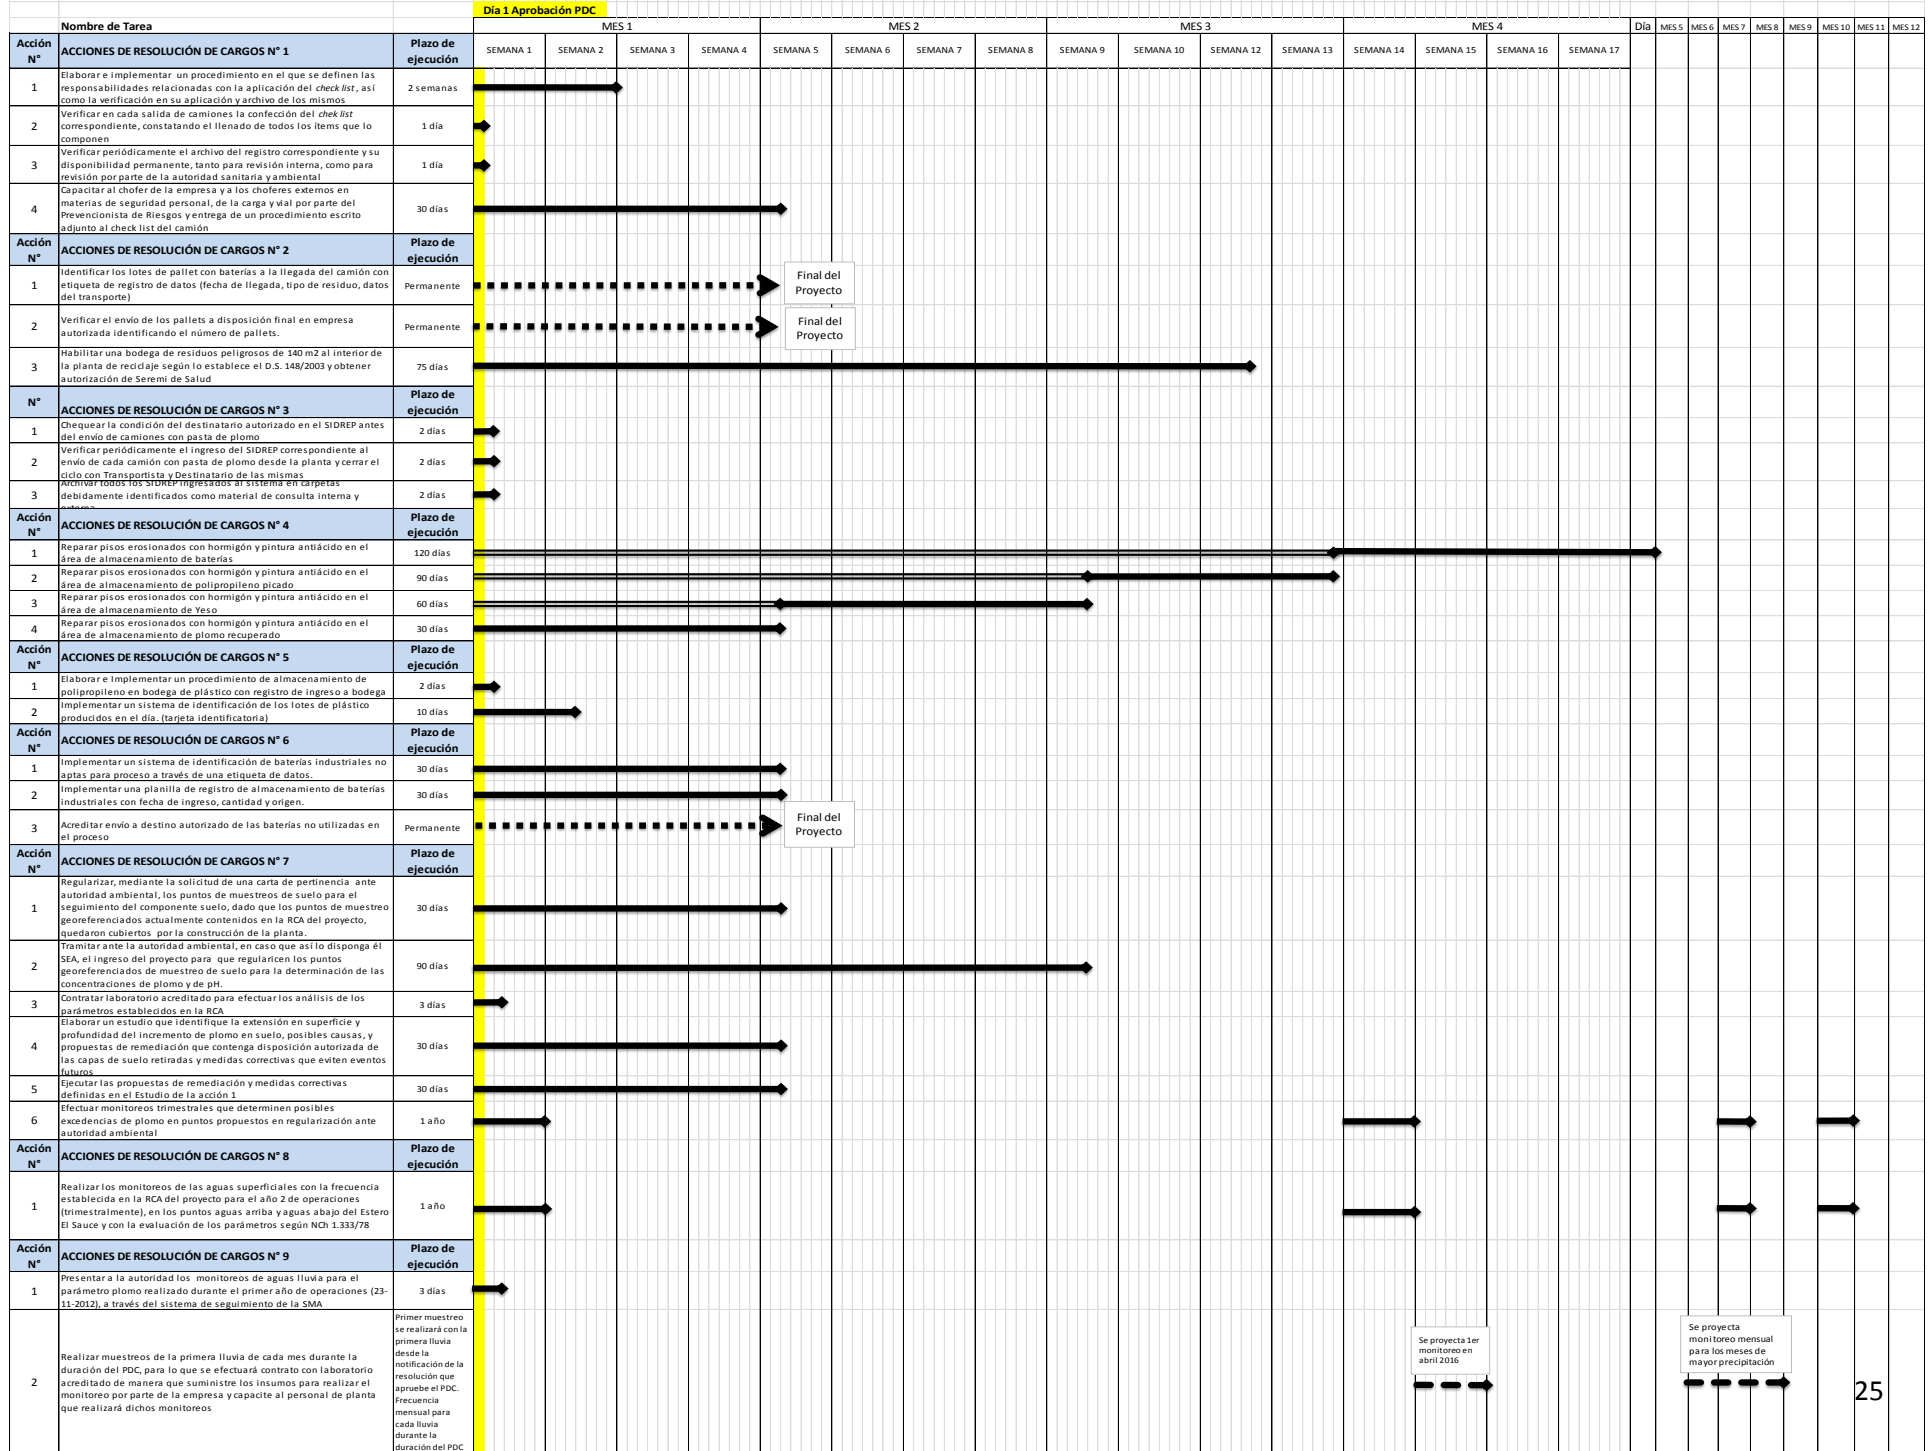 Día 1 Aprobación PDC
Nombre de Tarea
MES 1
MES 2
MES 3
MES 4
Día
MES 5
MES 6
MES 7
MES 8
MES 9
MES 10
MES 11
MES 12
Acción
N°
ACCIONES DE RESOLUCIÓN DE CARGOS N° 1
Plazo de
ejecución
SEMANA 1
SEMANA 2
SEMANA 3
SEMANA 4
SEMANA 5
SEMANA 6
SEMANA 7
SEMANA 8
SEMANA 9
SEMANA 10
SEMANA 12
SEMANA 13
SEMANA 14
SEMANA 15
SEMANA 16
SEMANA 17
1
Elaborar e implementar un procedimiento en el que se definen las
responsabilidades relacionadas con la aplicación del check list, así
como la verificación en su aplicación y archivo de los mismos
2 semanas
2
Verificar en cada salida de camiones la confección del chek list
correspondiente, constatando el llenado de todos los ítems que lo
componen
1 día
3
Verificar periódicamente el archivo del registro correspondiente y su
disponibilidad permanente, tanto para revisión interna, como para
revisión por parte de la autoridad sanitaria y ambiental
1 día
4
Capacitar al chofer de la empresa y a los choferes externos en
materias de seguridad personal, de la carga y vial por parte del
Prevencionista de Riesgos y entrega de un procedimiento escrito
adjunto al check list del camión
30 días
Acción
N°
ACCIONES DE RESOLUCIÓN DE CARGOS N° 2
Plazo de
ejecución
1
Identificar los lotes de pallet con baterías a la llegada del camión con
etiqueta de registro de datos (fecha de llegada, tipo de residuo, datos
del transporte)
Permanente
Final del
Proyecto
2
Verificar el envío de los pallets a disposición final en empresa
autorizada identificando el número de pallets.
Permanente
Final del
Proyecto
3
Habilitar una bodega de residuos peligrosos de 140 m2 al interior de
la planta de reciclaje según lo establece el D.S. 148/2003 y obtener
autorización de Seremi de Salud
75 días
N°
ACCIONES DE RESOLUCIÓN DE CARGOS N° 3
Plazo de
ejecución
1
Chequear la condición del destinatario autorizado en el SIDREP antes
del envío de camiones con pasta de plomo
2 días
2
Verificar periódicamente el ingreso del SIDREP correspondiente al
envío de cada camión con pasta de plomo desde la planta y cerrar el
ciclo con Transportista y Destinatario de las mismas
2 días
3
Archivar todos los SIDREP ingresados al sistema en carpetas
debidamente identificados como material de consulta interna y
2 días
Acción
N°
ACCIONES DE RESOLUCIÓN DE CARGOS N° 4
Plazo de
ejecución
1
Reparar pisos erosionados con hormigón y pintura antiácido en el
área de almacenamiento de baterías
120 días
2
Reparar pisos erosionados con hormigón y pintura antiácido en el
área de almacenamiento de polipropileno picado
90 días
3
Reparar pisos erosionados con hormigón y pintura antiácido en el
área de almacenamiento de Yeso
60 días
4
Reparar pisos erosionados con hormigón y pintura antiácido en el
área de almacenamiento de plomo recuperado
30 días
Acción
N°
ACCIONES DE RESOLUCIÓN DE CARGOS N° 5
Plazo de
ejecución
1
Elaborar e Implementar un procedimiento de almacenamiento de
polipropileno en bodega de plástico con registro de ingreso a bodega
2 días
2
Implementar un sistema de identificación de los lotes de plástico
producidos en el día. (tarjeta identificatoria)
10 días
Acción
N°
ACCIONES DE RESOLUCIÓN DE CARGOS N° 6
Plazo de
ejecución
1
Implementar un sistema de identificación de baterías industriales no
aptas para proceso a través de una etiqueta de datos.
30 días
2
Implementar una planilla de registro de almacenamiento de baterías
industriales con fecha de ingreso, cantidad y origen.
30 días
3
Acreditar envío a destino autorizado de las baterías no utilizadas en
el proceso
Permanente
Final del
Proyecto
Acción
N°
ACCIONES DE RESOLUCIÓN DE CARGOS N° 7
Plazo de
ejecución
1
Regularizar, mediante la solicitud de una carta de pertinencia ante
autoridad ambiental, los puntos de muestreos de suelo para el
seguimiento del componente suelo, dado que los puntos de muestreo
georeferenciados actualmente contenidos en la RCA del proyecto,
quedaron cubiertos por la construcción de la planta.
30 días
2
Tramitar ante la autoridad ambiental, en caso que así lo disponga él
SEA, el ingreso del proyecto para que regularicen los puntos
georeferenciados de muestreo de suelo para la determinación de las
concentraciones de plomo y de pH.
90 días
3
Contratar laboratorio acreditado para efectuar los análisis de los
parámetros establecidos en la RCA
3 días
4
Elaborar un estudio que identifique la extensión en superficie y
profundidad del incremento de plomo en suelo, posibles causas, y
propuestas de remediación que contenga disposición autorizada de
las capas de suelo retiradas y medidas correctivas que eviten eventos
futuros
30 días
5
Ejecutar las propuestas de remediación y medidas correctivas
definidas en el Estudio de la acción 1
30 días
6
Efectuar monitoreos trimestrales que determinen posibles
excedencias de plomo en puntos propuestos en regularización ante
autoridad ambiental
1 año
Acción
N°
ACCIONES DE RESOLUCIÓN DE CARGOS N° 8
Plazo de
ejecución
1
Realizar los monitoreos de las aguas superficiales con la frecuencia
establecida en la RCA del proyecto para el año 2 de operaciones
(trimestralmente), en los puntos aguas arriba y aguas abajo del Estero
El Sauce y con la evaluación de los parámetros según NCh 1.333/78
1 año
Acción
N°
ACCIONES DE RESOLUCIÓN DE CARGOS N° 9
Plazo de
ejecución
1
Presentar a la autoridad los monitoreos de aguas lluvia para el
parámetro plomo realizado durante el primer año de operaciones (23-
11-2012), a través del sistema de seguimiento de la SMA
3 días
2
Realizar muestreos de la primera lluvia de cada mes durante la
duración del PDC, para lo que se efectuará contrato con laboratorio
acreditado de manera que suministre los insumos para realizar el
monitoreo por parte de la empresa y capacite al personal de planta
que realizará dichos monitoreos
Primer muestreo
se realizará con la
primera lluvia
desde la
notificación de la
resolución que
apruebe el PDC.
Frecuencia
mensual para
cada lluvia
durante la
duración del PDC
Se proyecta 1er
monitoreo en
abril 2016
Se proyecta
monitoreo mensual
para los meses de
mayor precipitación
25